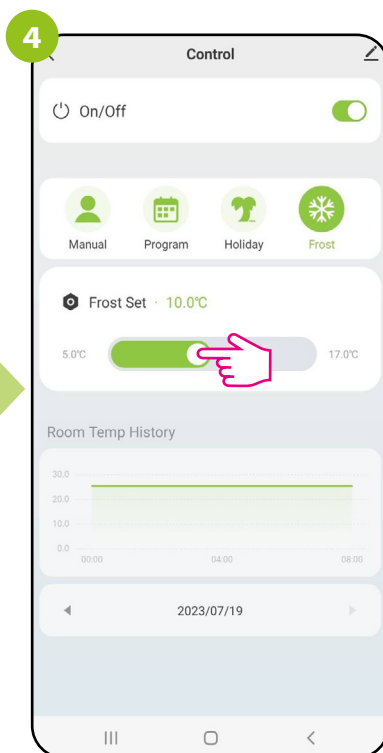 4
Control
On/Off
Manual Program Holiday Frost
Frost Set · 10.0℃
5.0℃ 17.0℃
Room Temp History
30.0
20.0
10.0
0.0
00:00 04:00 08:00
2023/07/19